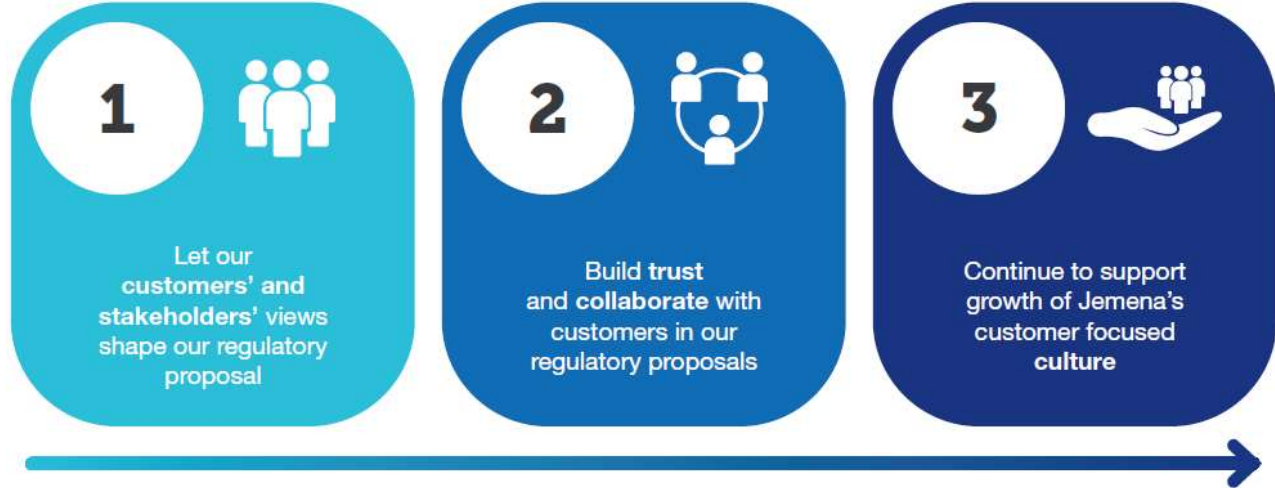 1
Let our
customers' and
stakeholders' views
shape our regulatory
proposal
2
Build trust
and collaborate with
customers in our
regulatory proposals
3
Continue to support
growth of Jemena's
customer focused
culture